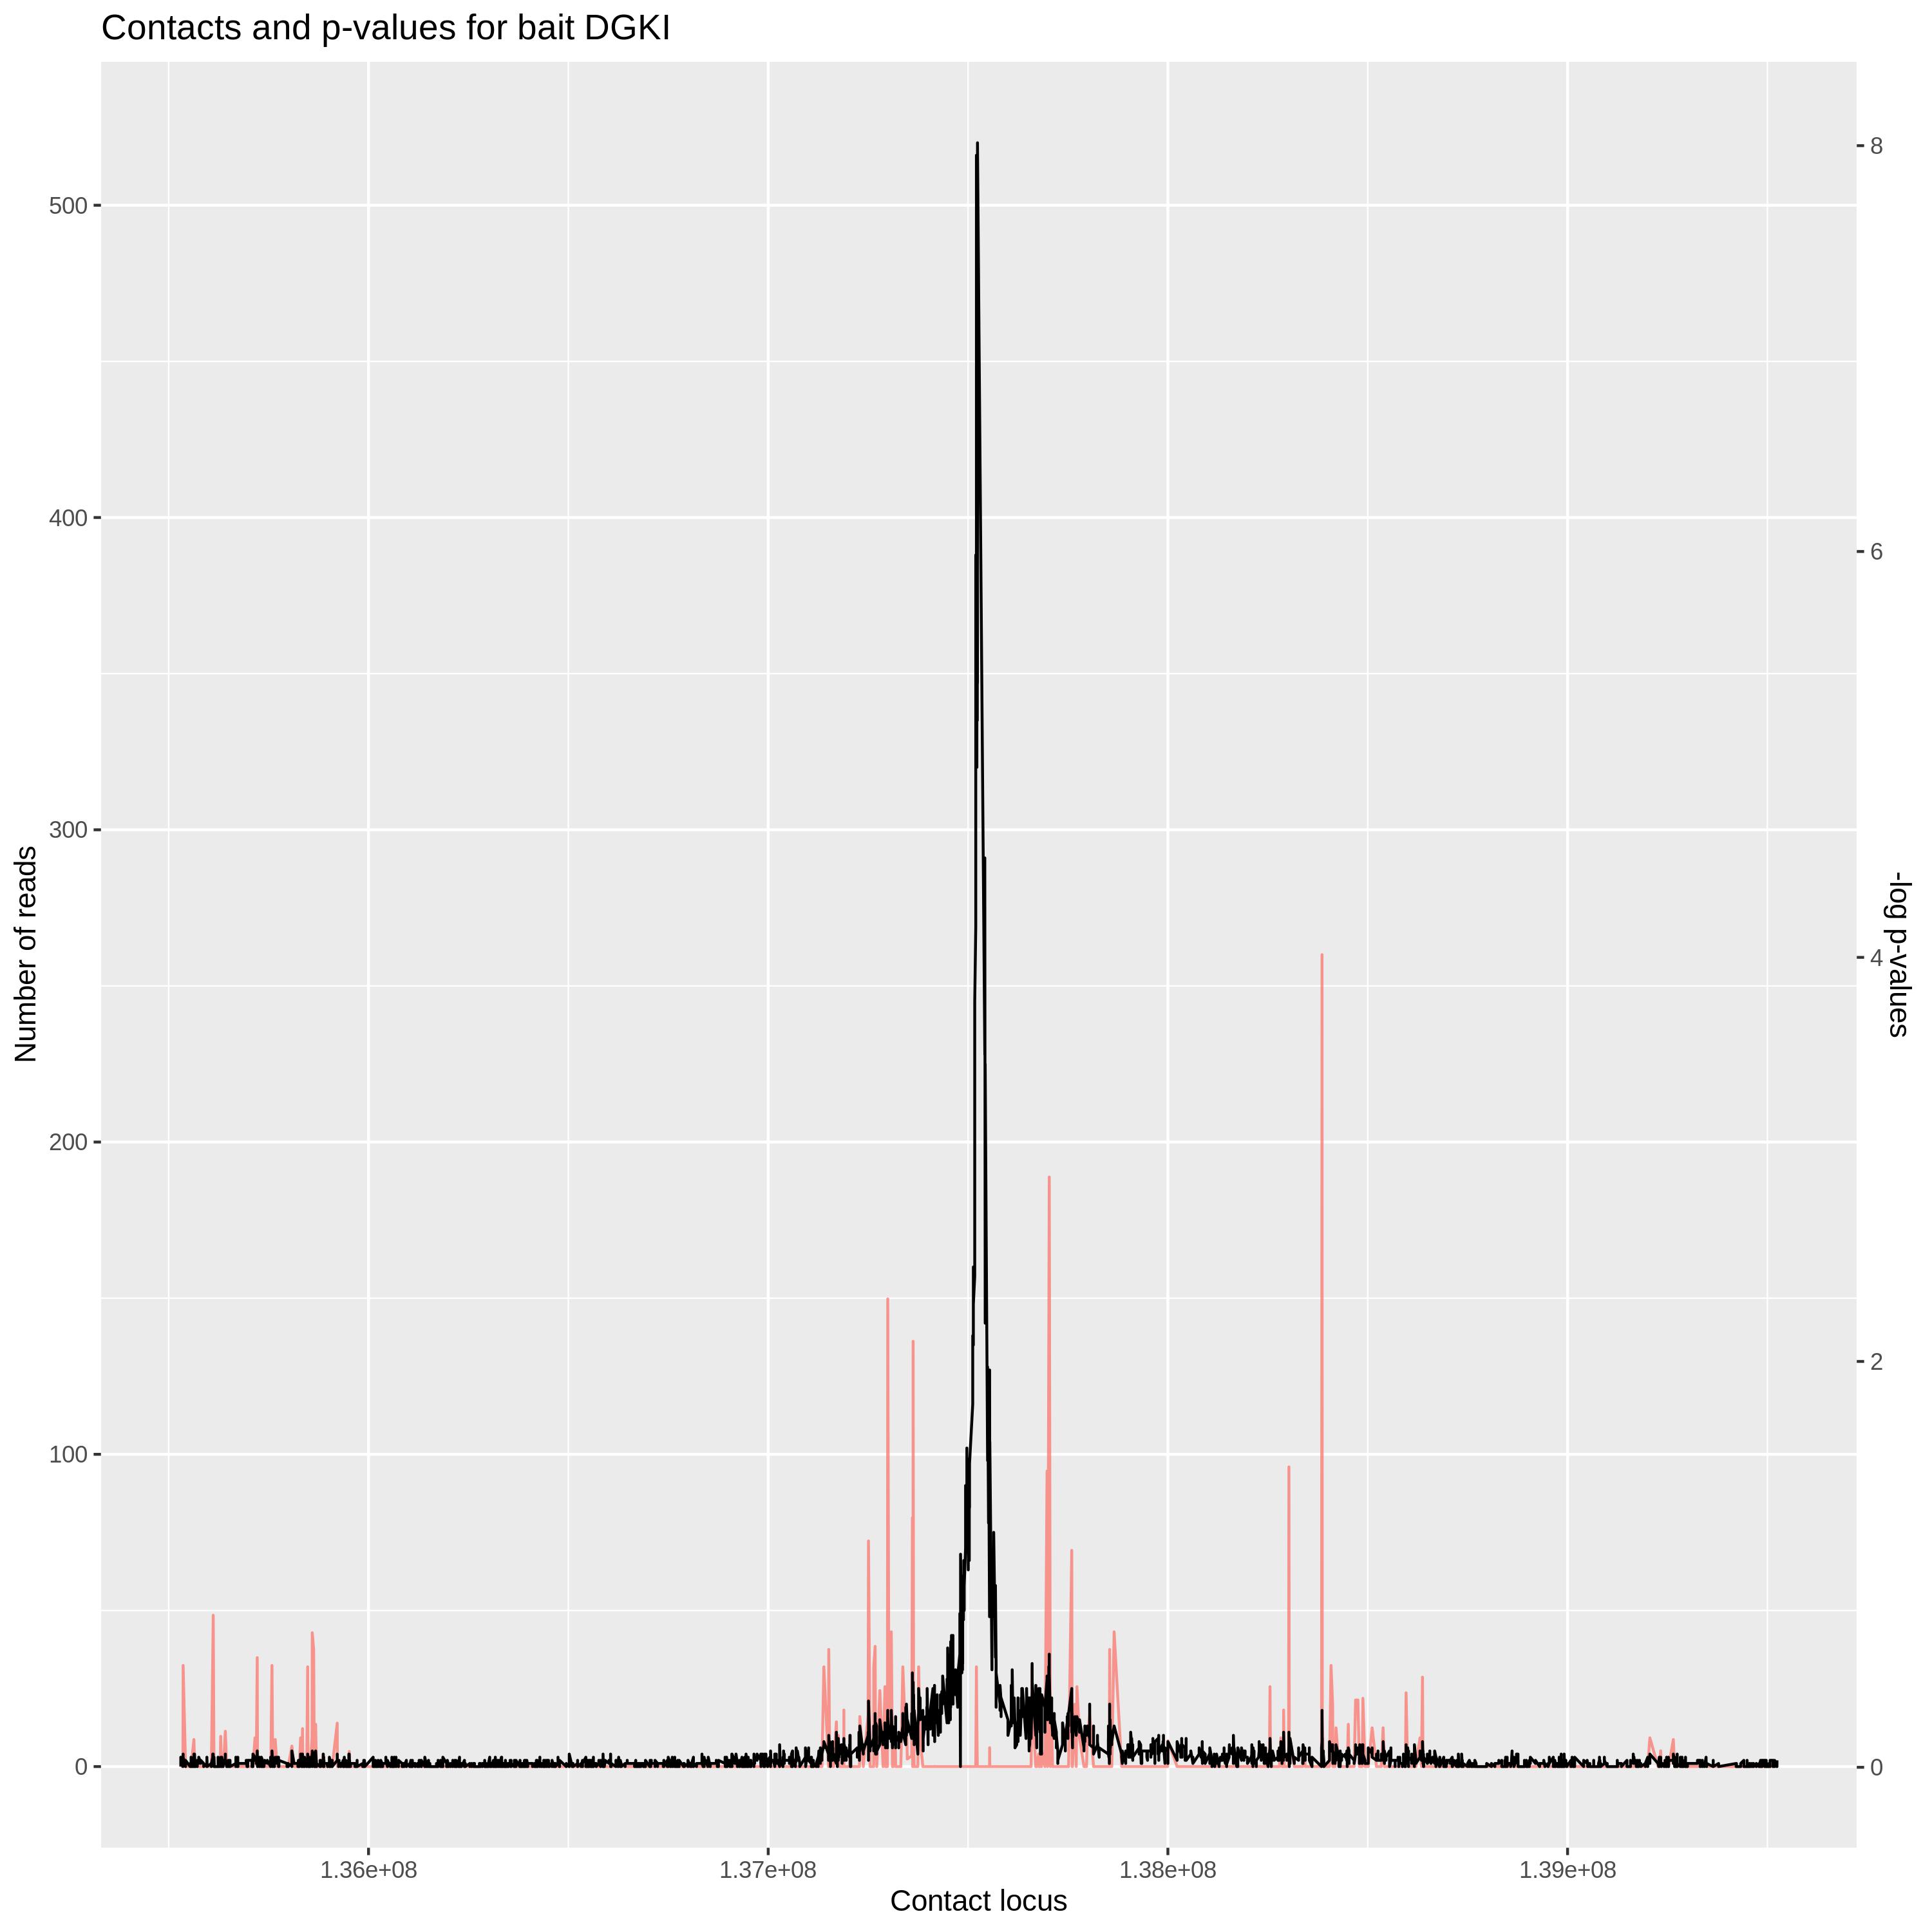 Contacts and p-values for bait DGKI
Number of reads
500
400
300
200
100
0
8
6
4
2
0
-log p-values
1.36e+08
1.37e+08
1.38e+08
1.39e+08
Contact locus